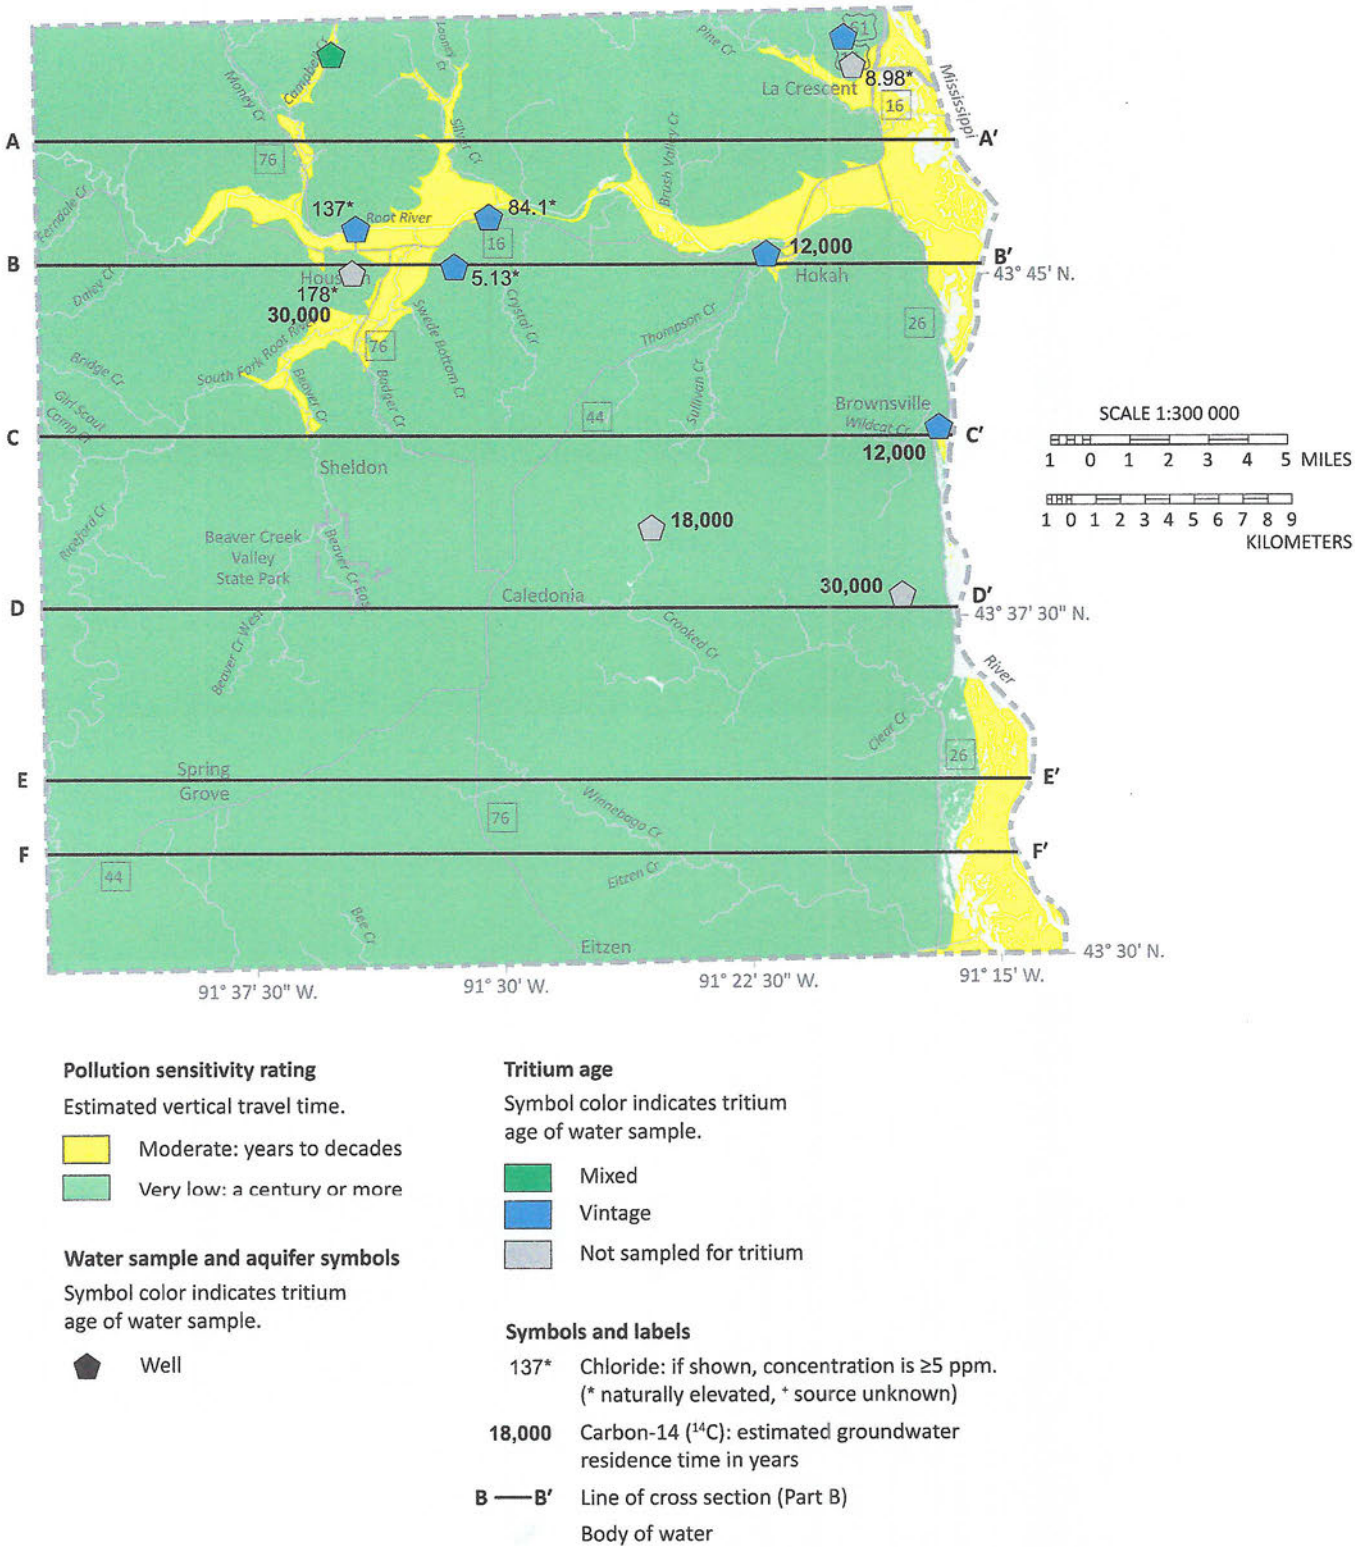 Pine Cr
61
Looney Cr
Campbell Cr
Money Cr
La Crescent
8.98*
16
Mississippi
A
A'
76
Silver Cr
Brush Valley Cr
Ferndale Cr
137*
Root River
84.1*
16
12,000
B
B'
43° 45' N.
Houston
5.13*
Hokah
Daley Cr
178*
30,000
Crystal Cr
Swede Bottom Cr
Thompson Cr
26
South Fork Root River
76
Bridge Cr
Beaver Cr
Badger Cr
Sullivan Cr
Girl Scout
Camp Cr
44
Brownsville
Wildcat Cr
C
C'
12,000
Sheldon
SCALE 1:300 000
1 0 1 2 3 4 5 MILES
1 0 1 2 3 4 5 6 7 8 9
KILOMETERS
Riceford Cr
18,000
Beaver Creek
Valley
State Park
Beaver Cr East
30,000
Caledonia
D
D'
43° 37' 30" N.
Beaver Cr West
Crooked Cr
River
Clear Cr
26
Spring
Grove
E
E'
76
Winnebago Cr
F
F'
44
Eitzen Cr
Bee Cr
Eitzen
43° 30' N.
91° 37' 30" W.
91° 30' W.
91° 22' 30" W.
91° 15' W.
Pollution sensitivity rating
Estimated vertical travel time.
Moderate: years to decades
Very low: a century or more
Water sample and aquifer symbols
Symbol color indicates tritium
age of water sample.
Well
Tritium age
Symbol color indicates tritium
age of water sample.
Mixed
Vintage
Not sampled for tritium
Symbols and labels
137* Chloride: if shown, concentration is ≥5 ppm.
(* naturally elevated, ⁺ source unknown)
18,000 Carbon-14 (¹⁴C): estimated groundwater
residence time in years
B — B' Line of cross section (Part B)
Body of water